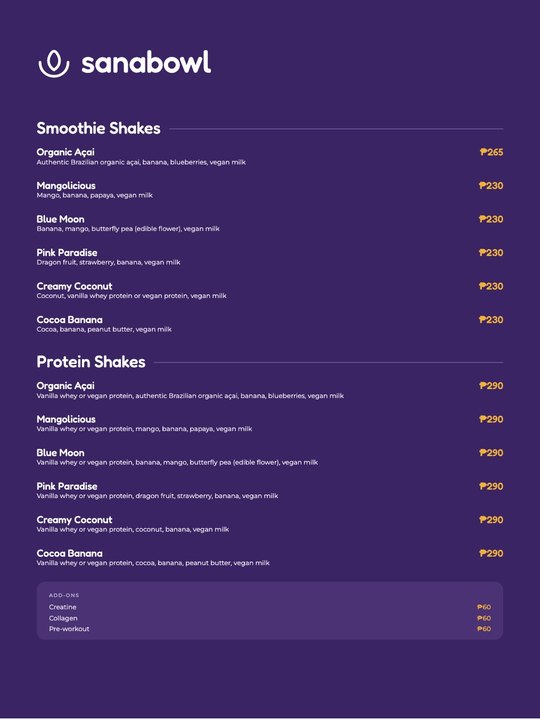 sanabowl
Smoothie Shakes
Organic Açai ₱265
Authentic Brazilian organic açai, banana, blueberries, vegan milk
Mangolicious ₱230
Mango, banana, papaya, vegan milk
Blue Moon ₱230
Banana, mango, butterfly pea (edible flower), vegan milk
Pink Paradise ₱230
Dragon fruit, strawberry, banana, vegan milk
Creamy Coconut ₱230
Coconut, vanilla whey protein or vegan protein, vegan milk
Cocoa Banana ₱230
Cocoa, banana, peanut butter, vegan milk
Protein Shakes
Organic Açai ₱290
Vanilla whey or vegan protein, authentic Brazilian organic açai, banana, blueberries, vegan milk
Mangolicious ₱290
Vanilla whey or vegan protein, mango, banana, papaya, vegan milk
Blue Moon ₱290
Vanilla whey or vegan protein, banana, mango, butterfly pea (edible flower), vegan milk
Pink Paradise ₱290
Vanilla whey or vegan protein, dragon fruit, strawberry, banana, vegan milk
Creamy Coconut ₱290
Vanilla whey or vegan protein, coconut, banana, vegan milk
Cocoa Banana ₱290
Vanilla whey or vegan protein, cocoa, banana, peanut butter, vegan milk
ADD-ONS
Creatine ₱60
Collagen ₱60
Pre-workout ₱60